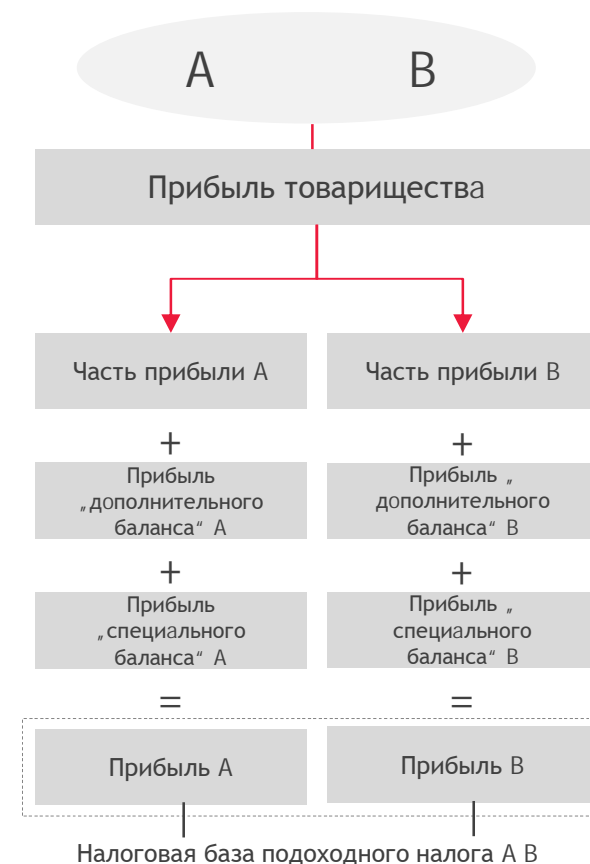 A B
Прибыль товарищества
Часть прибыли A
Часть прибыли B
+
+
Прибыль
„дополнительного
баланса“ A
Прибыль „
дополнительного
баланса“ B
+
+
Прибыль
„специального
баланса“ A
Прибыль „
специального
баланса“ B
=
=
Прибыль A
Прибыль B
Налоговая база подоходного налога A B